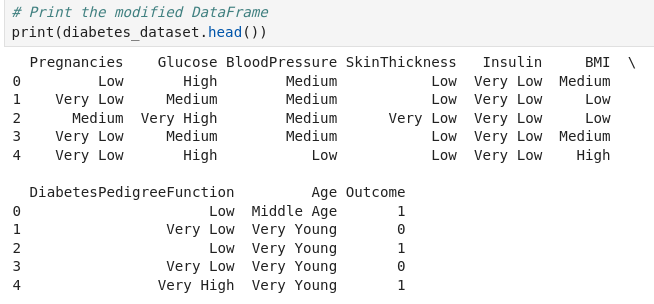 # Print the modified DataFrame
print(diabetes_dataset.head())
  Pregnancies    Glucose BloodPressure SkinThickness   Insulin     BMI  \
0         Low       High        Medium           Low  Very Low  Medium
1    Very Low     Medium        Medium           Low  Very Low     Low
2      Medium  Very High        Medium      Very Low  Very Low     Low
3    Very Low     Medium        Medium           Low  Very Low  Medium
4    Very Low       High           Low           Low  Very Low    High
  DiabetesPedigreeFunction         Age Outcome
0                      Low  Middle Age       1
1                 Very Low  Very Young       0
2                      Low  Very Young       1
3                 Very Low  Very Young       0
4                Very High  Very Young       1